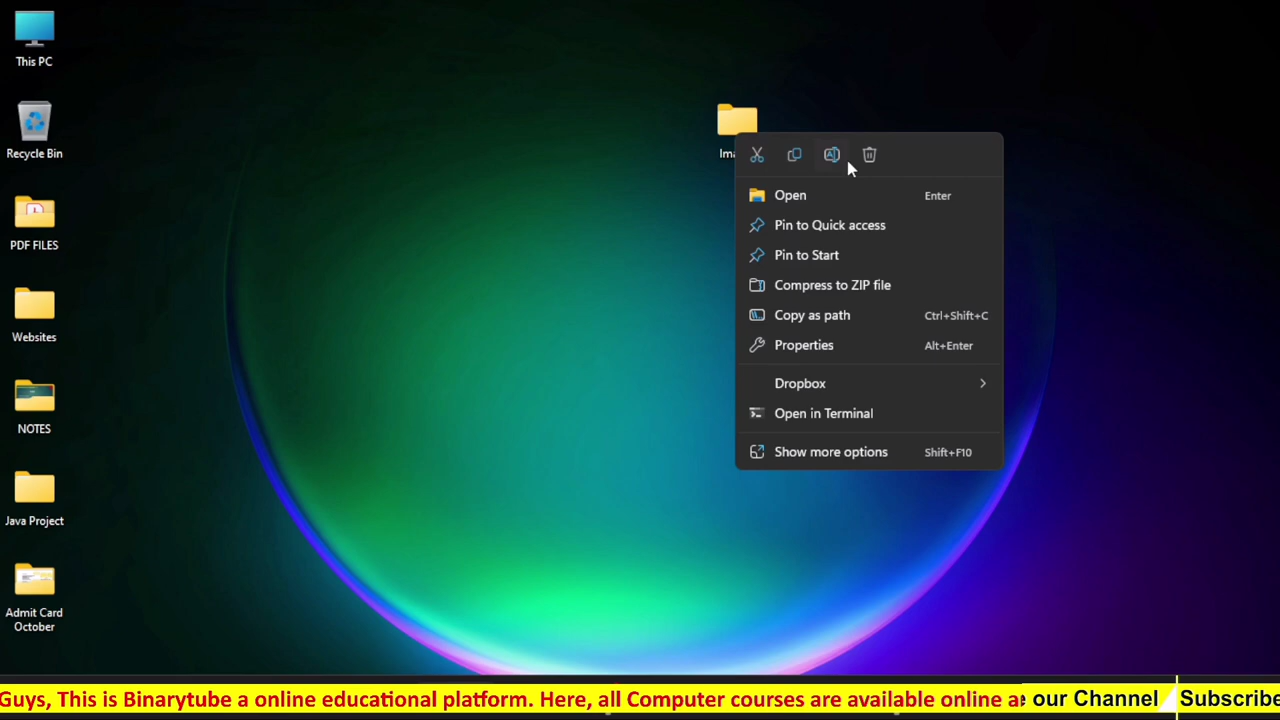 This PC
Recycle Bin
PDF FILES
Websites
NOTES
Java Project
Admit Card
October
Open Enter
Pin to Quick access
Pin to Start
Compress to ZIP file
Copy as path Ctrl+Shift+C
Properties Alt+Enter
Dropbox
Open in Terminal
Show more options Shift+F10
Guys, This is Binarytube a online educational platform. Here, all Computer courses are available online our Channel Subscribe